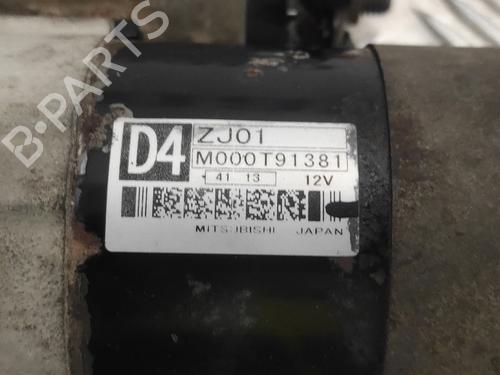 B-PARTS
D4
ZJ01
M000T91381
41 13 12V
MITSUBISHI JAPAN